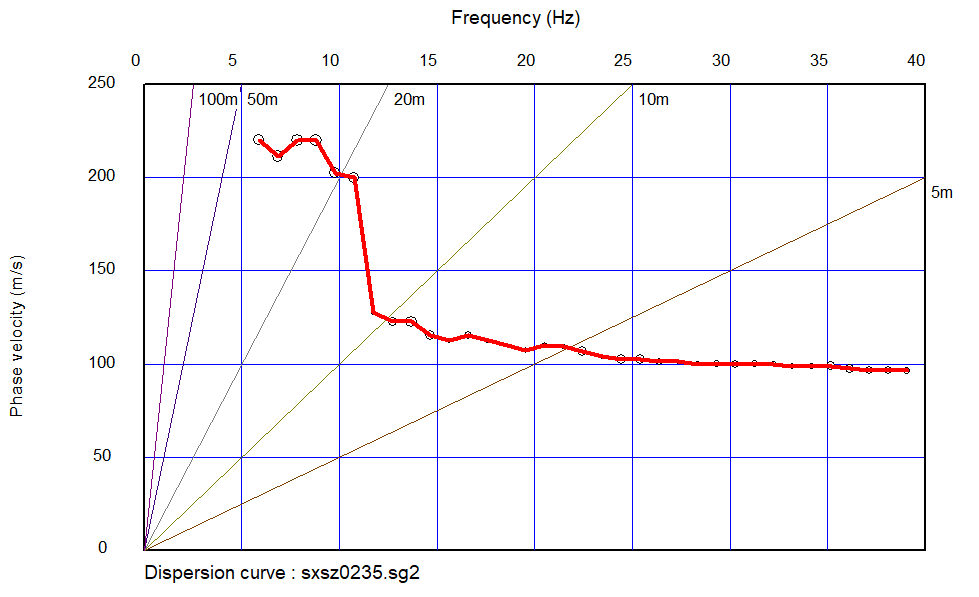 Frequency (Hz)
0 5 10 15 20 25 30 35 40
250
100m 50m 20m 10m
200
5m
150
Phase velocity (m/s)
100
50
0
Dispersion curve : sxsz0235.sg2